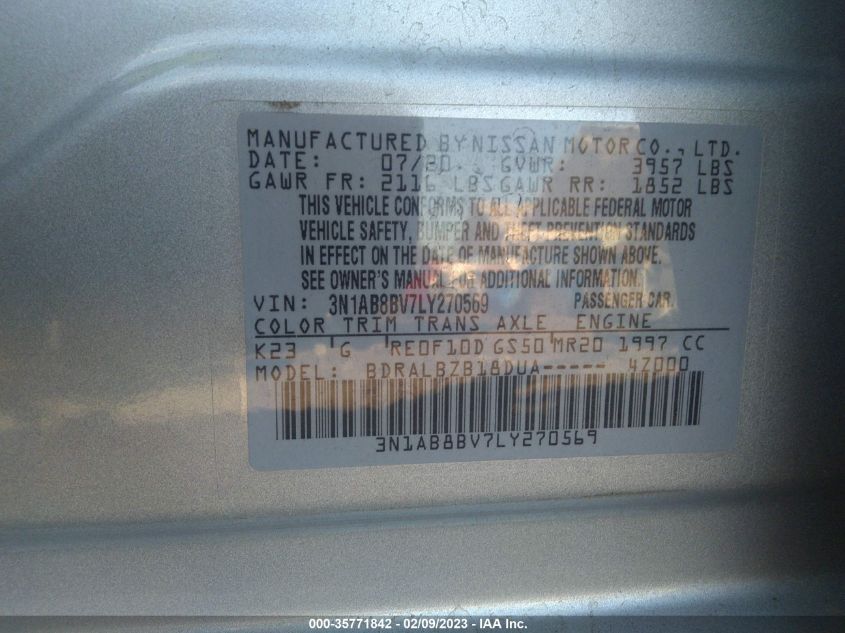 MANUFACTURED BY NISSAN MOTOR CO., LTD.
DATE: 07/20 GVWR: 3957 LBS
GAWR FR: 2116 LBS GAWR RR: 1852 LBS
THIS VEHICLE CONFORMS TO ALL APPLICABLE FEDERAL MOTOR
VEHICLE SAFETY, BUMPER AND THEFT PREVENTION STANDARDS
IN EFFECT ON THE DATE OF MANUFACTURE SHOWN ABOVE.
SEE OWNER'S MANUAL FOR ADDITIONAL INFORMATION.
VIN: 3N1AB8BV7LY270569 PASSENGER CAR
COLOR TRIM TRANS AXLE ENGINE
K23 G RE0F10D GS50 MR20 1997 CC
MODEL: BDRALBZB18DUA----- 4Z000
3N1AB8BV7LY270569
000-35771842 - 02/09/2023 - IAA Inc.